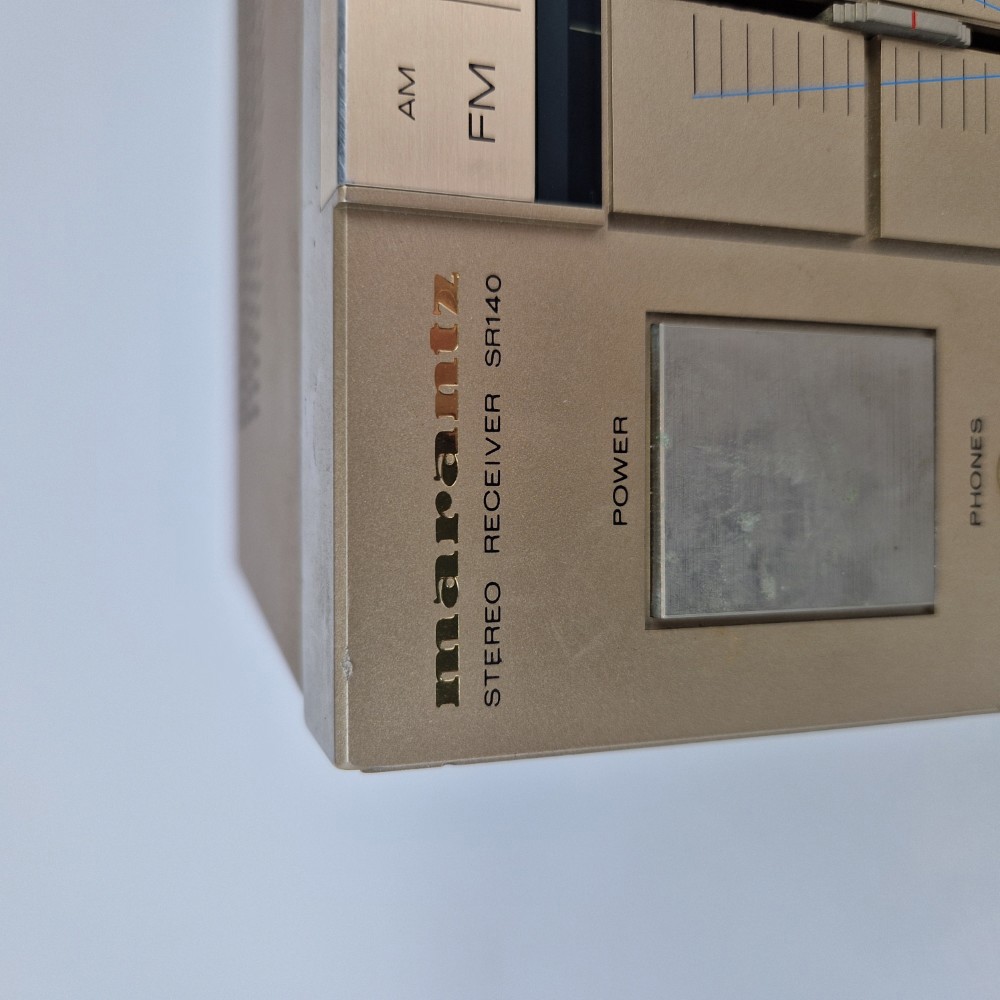 marantz
STEREO RECEIVER SR140
AM
FM
POWER
PHONES